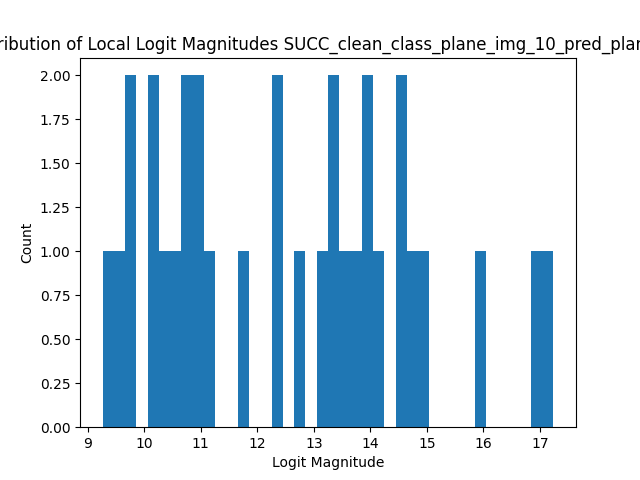 ribution of Local Logit Magnitudes SUCC_clean_class_plane_img_10_pred_plan
2.00
1.75
1.50
1.25
1.00
0.75
0.50
0.25
0.00
Count
9 10 11 12 13 14 15 16 17
Logit Magnitude